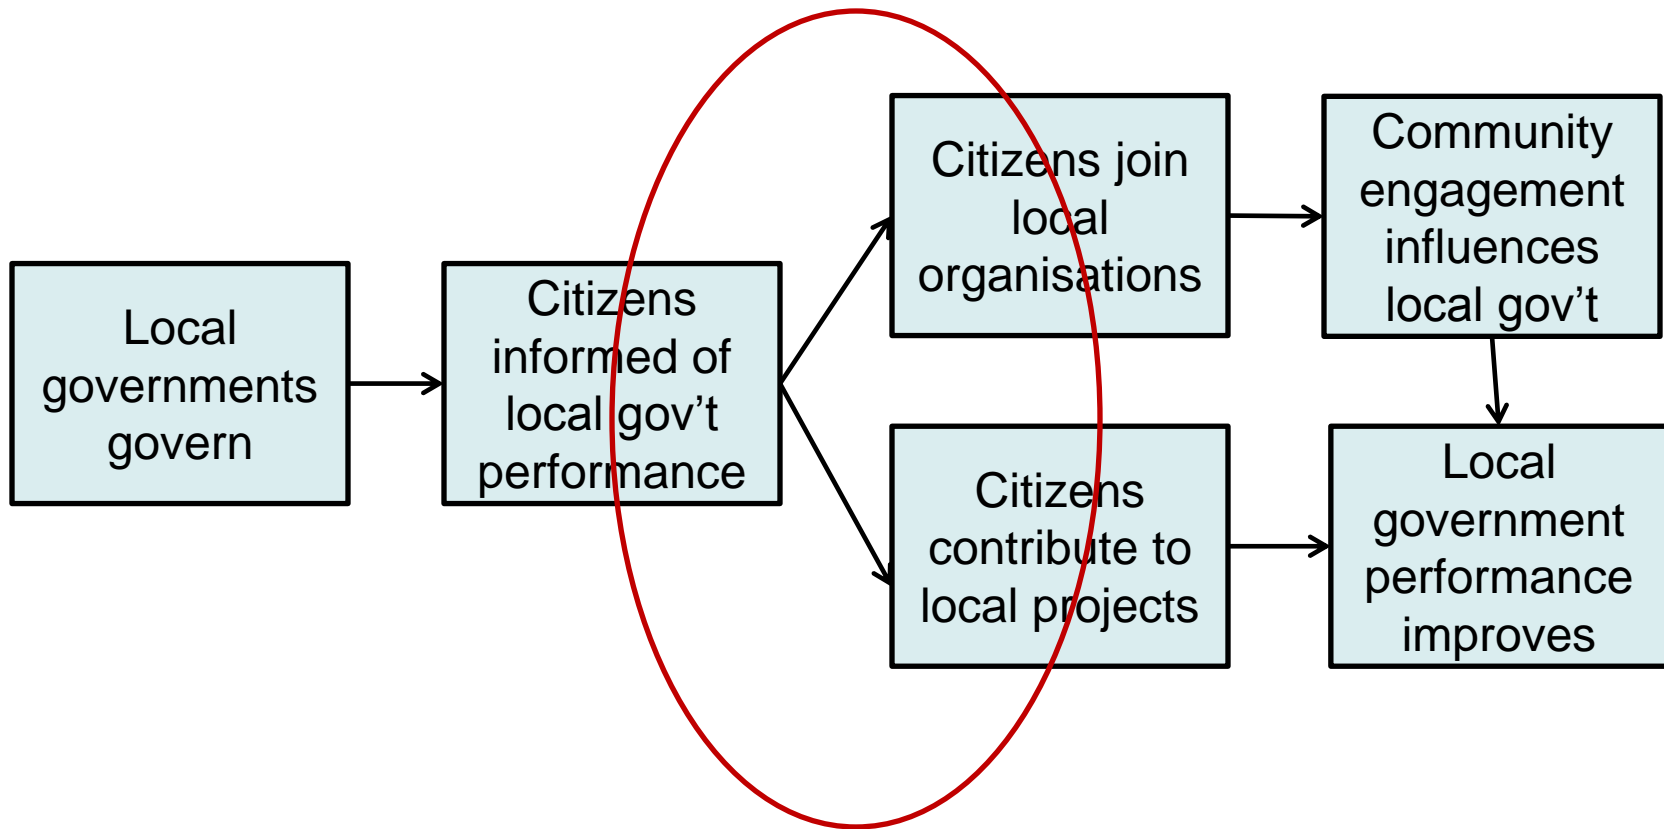 Local
governments
govern
Citizens
informed of
local gov’t
performance
Citizens join
local
organisations
Citizens
contribute to
local projects
Community
engagement
influences
local gov’t
Local
government
performance
improves